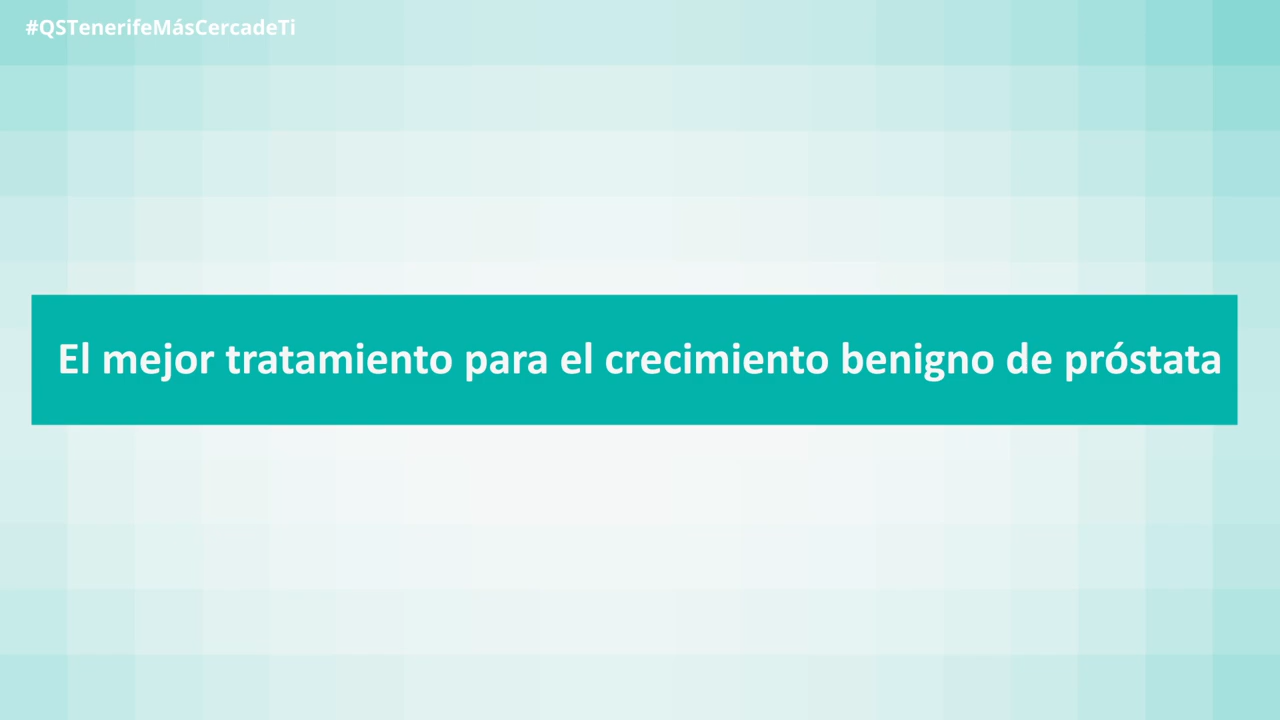 #QSTenerifeMásCercadeTi
El mejor tratamiento para el crecimiento benigno de próstata